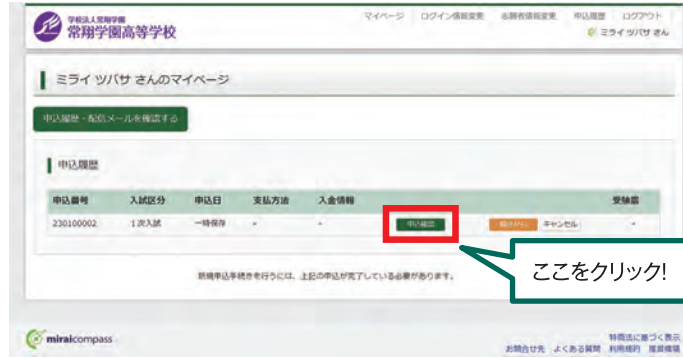 学校法人常翔学園
常翔学園高等学校
マイページ ログイン情報変更 志願者情報変更 申込履歴 ログアウト
ミライ ツバサ さん
ミライ ツバサ さんのマイページ
申込履歴・配信メールを確認する
申込履歴
申込番号 入試区分 申込日 支払方法 入金情報 受験票
230100002 1次入試 一時保存 - - 申込確認 続きから キャンセル -
新規申込手続きを行うには、上記の申込が完了している必要があります。
ここをクリック!
miraicompass
特商法に基づく表示
お問合せ先 よくある質問 利用規約 推奨環境